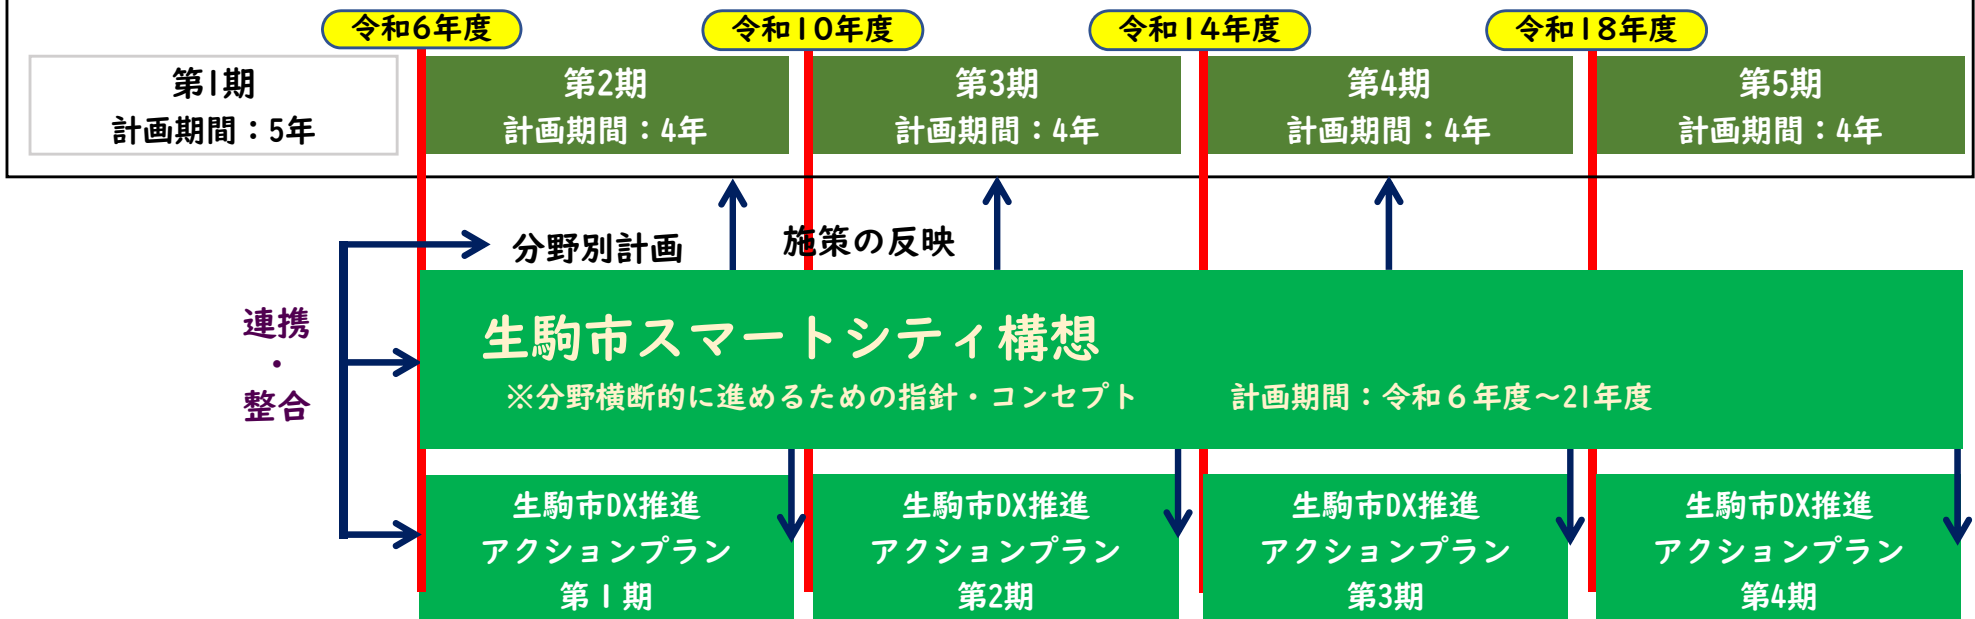 令和6年度
令和10年度
令和14年度
令和18年度
第1期
計画期間：5年
第2期
計画期間：4年
第3期
計画期間：4年
第4期
計画期間：4年
第5期
計画期間：4年
分野別計画
施策の反映
連携
・
整合
生駒市スマートシティ構想
※分野横断的に進めるための指針・コンセプト
計画期間：令和６年度～21年度
生駒市DX推進
アクションプラン
第１期
生駒市DX推進
アクションプラン
第2期
生駒市DX推進
アクションプラン
第3期
生駒市DX推進
アクションプラン
第4期